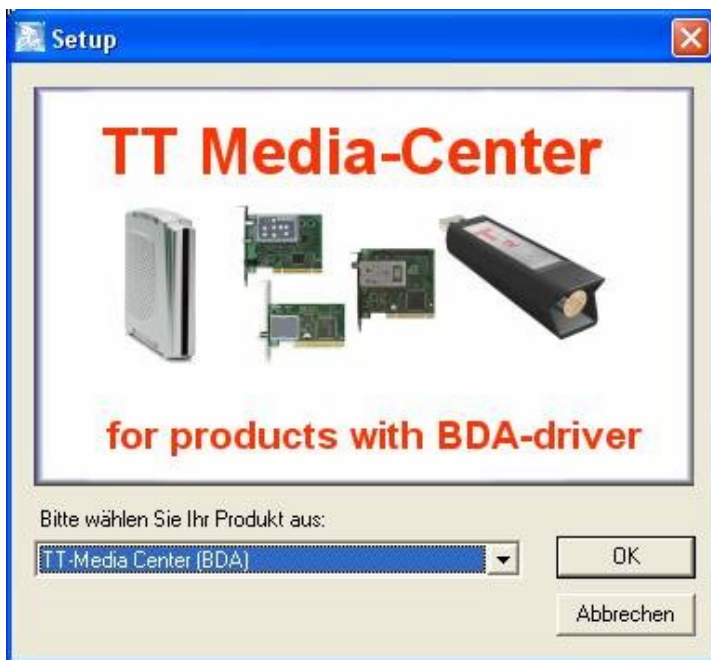 Setup
TT Media-Center
for products with BDA-driver
Bitte wählen Sie Ihr Produkt aus:
TT-Media Center (BDA)
OK
Abbrechen